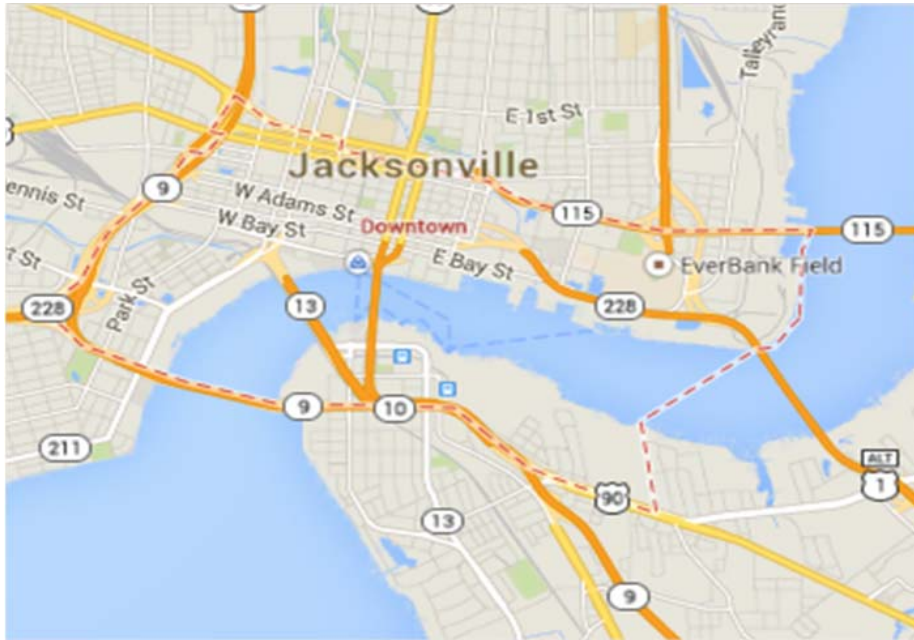 Talleyrand
E 1st St
Jacksonville
9
W Adams St
W Bay St
Downtown
115
115
ennis St
E Bay St
EverBank Field
rt St
Park St
13
228
228
9
10
211
ALT
1
90
13
9